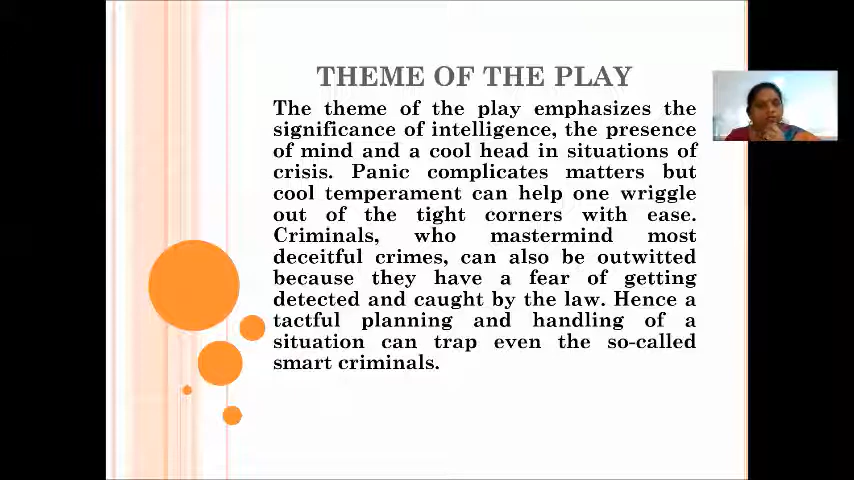 THEME OF THE PLAY
The theme of the play emphasizes the
significance of intelligence, the presence
of mind and a cool head in situations of
crisis. Panic complicates matters but
cool temperament can help one wriggle
out of the tight corners with ease.
Criminals, who mastermind most
deceitful crimes, can also be outwitted
because they have a fear of getting
detected and caught by the law. Hence a
tactful planning and handling of a
situation can trap even the so-called
smart criminals.